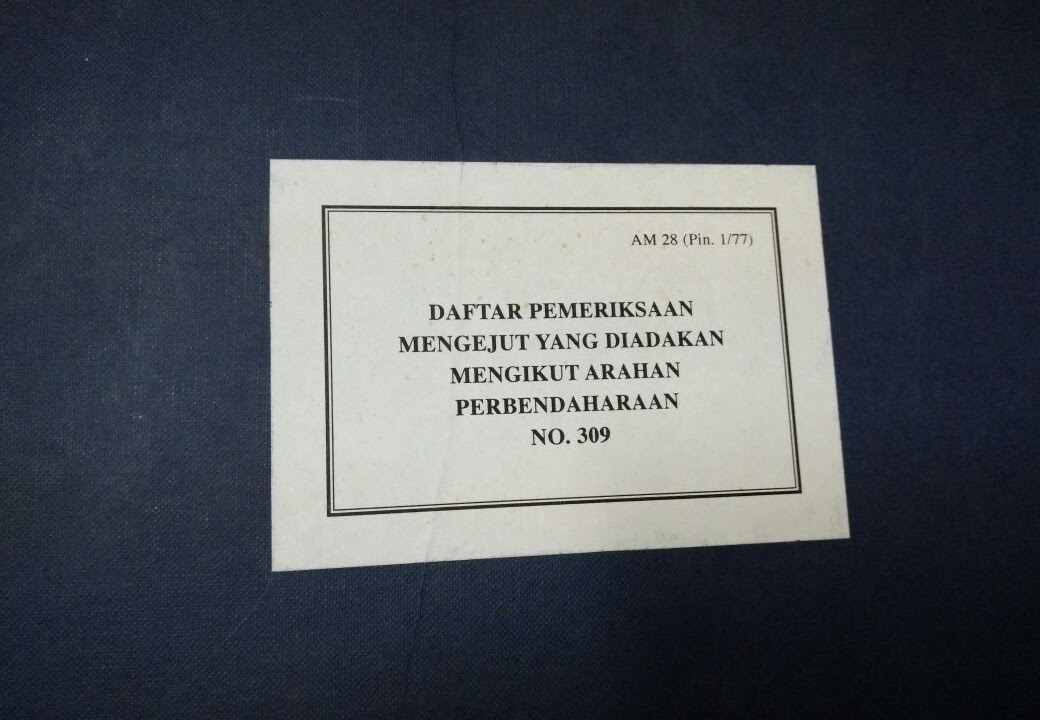 AM 28 (Pin. 1/77)
DAFTAR PEMERIKSAAN
MENGEJUT YANG DIADAKAN
MENGIKUT ARAHAN
PERBENDAHARAAN
NO. 309